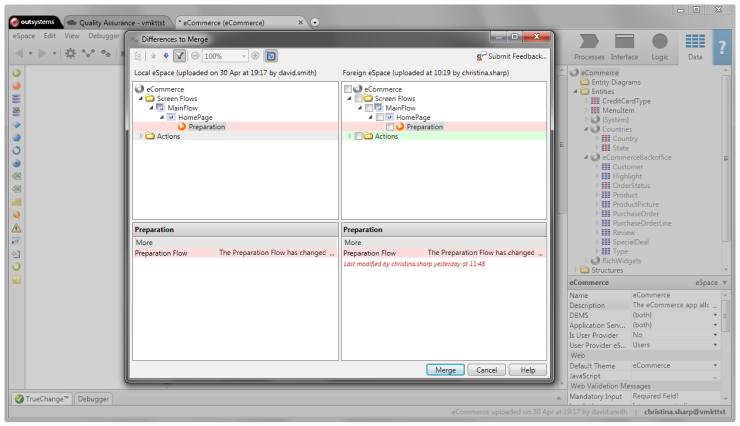 outsystems
Quality Assurance - vmkttst
* eCommerce (eCommerce)
eSpace Edit View Debugger
Differences to Merge
100%
Submit Feedback...
Local eSpace (uploaded on 30 Apr at 19:17 by david.smith)
Foreign eSpace (uploaded at 10:19 by christina.sharp)
eCommerce
Screen Flows
MainFlow
HomePage
Preparation
Actions
eCommerce
Screen Flows
MainFlow
HomePage
Preparation
Actions
Preparation
More
Preparation Flow The Preparation Flow has changed ...
Preparation
More
Preparation Flow The Preparation Flow has changed ...
Last modified by christina.sharp yesterday at 11:48
Merge Cancel Help
Processes Interface Logic Data
?
eCommerce
Entity Diagrams
Entities
CreditCardType
MenuItem
(System)
Countries
Country
State
eCommerceBackoffice
Customer
Highlight
OrderStatus
Product
ProductPicture
PurchaseOrder
PurchaseOrderLine
Review
SpecialDeal
Type
RichWidgets
Structures
eCommerce eSpace
Name eCommerce
Description The eCommerce app allc ...
DBMS (both)
Application Serv... (both)
Is User Provider No
User Provider eS... Users
Web
Default Theme eCommerce
JavaScript ...
Web Validation Messages
Mandatory Input Required field!
TrueChange™ Debugger
eCommerce uploaded on 30 Apr at 19:17 by david.smith | christina.sharp@vmkttst